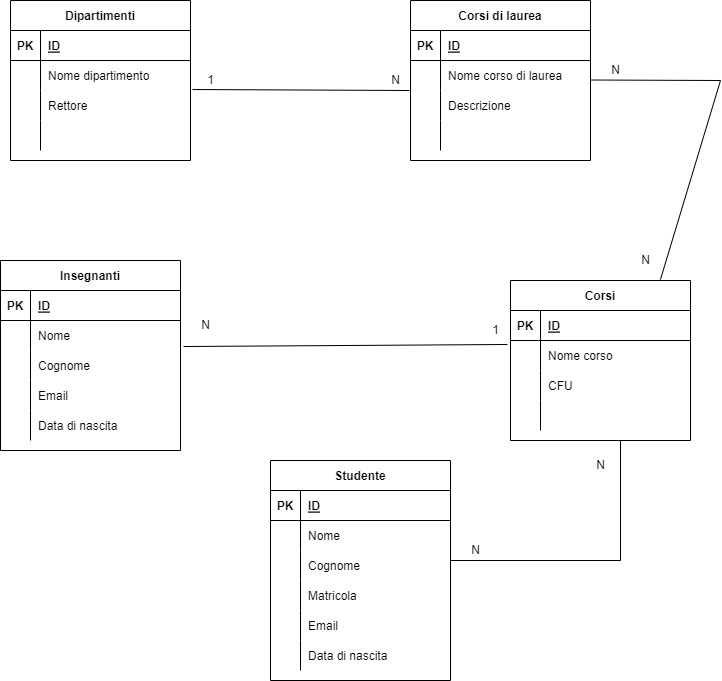 Dipartimenti
PK ID
Nome dipartimento
Rettore
1
N
Corsi di laurea
PK ID
Nome corso di laurea
Descrizione
N
N
Insegnanti
PK ID
Nome
Cognome
Email
Data di nascita
N
1
Corsi
PK ID
Nome corso
CFU
N
N
Studente
PK ID
Nome
Cognome
Matricola
Email
Data di nascita